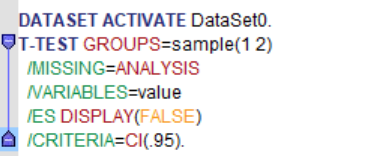 DATASET ACTIVATE DataSet0.
T-TEST GROUPS=sample(1 2)
/MISSING=ANALYSIS
/VARIABLES=value
/ES DISPLAY(FALSE)
/CRITERIA=CI(.95).